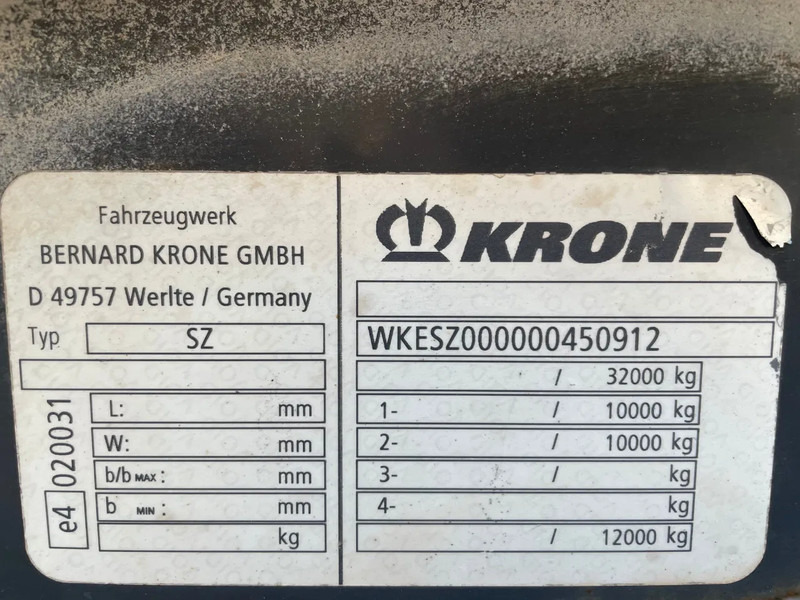 Fahrzeugwerk
BERNARD KRONE GMBH
D 49757 Werlte / Germany
Typ SZ
e4 020031
L: mm
W: mm
b/b MAX : mm
b MIN : mm
kg
KRONE
WKESZ000000450912
/ 32000 kg
1- / 10000 kg
2- / 10000 kg
3- / kg
4- kg
/ 12000 kg